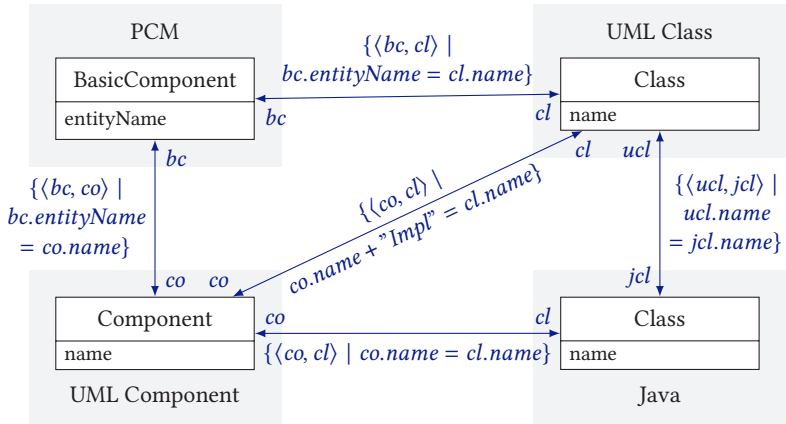 PCM
BasicComponent
entityName
{⟨bc, cl⟩ |
bc.entityName = cl.name}
bc
cl
UML Class
Class
name
bc
cl
ucl
{⟨bc, co⟩ |
bc.entityName
= co.name}
{⟨co, cl⟩ |
co.name + "Impl" = cl.name}
{⟨ucl, jcl⟩ |
ucl.name
= jcl.name}
co
co
jcl
Component
name
UML Component
co
cl
{⟨co, cl⟩ | co.name = cl.name}
Class
name
Java